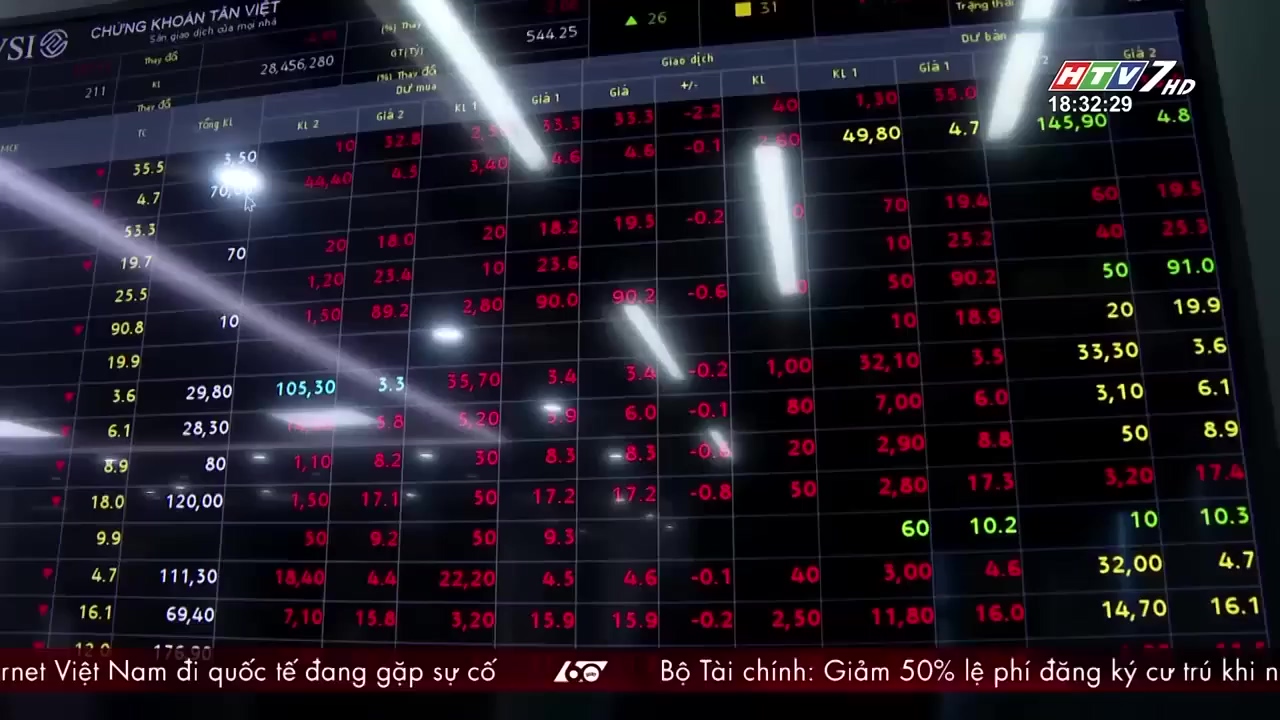 VSI CHỨNG KHOÁN TÂN VIỆT
Sàn giao dịch của mọi nhà
544.25 ▲ 26 31 Trạng thái
Thay đổi GT(Tỷ)
211 KL 28,456,280 (%) Thay đổi
Thay đổi Dư mua Giao dịch Dư bán
TC Tổng KL KL 2 Giá 2 KL 1 Giá 1 Giá +/- KL KL 1 Giá 1 Giá 2
HTV7 HD
18:32:29
35.5 3,50 10 32.8 33.3 33.3 -2.2 40 1,30 35.0
4.7 44,40 4.5 3,40 4.6 4.6 -0.1 49,80 4.7 145,90 4.8
53.3
19.7 70 20 18.0 20 18.2 19.5 -0.2 70 19.4 60 19.5
25.5 1,20 23.4 10 23.6 10 25.2 40 25.3
90.8 10 1,50 89.2 2,80 90.0 90.2 -0.6 50 90.2 50 91.0
19.9 10 18.9 20 19.9
3.6 29,80 105,30 3.3 35,70 3.4 3.4 -0.2 1,00 32,10 3.5 33,30 3.6
6.1 28,30 5.8 5,20 5.9 6.0 -0.1 80 7,00 6.0 3,10 6.1
8.9 80 1,10 8.2 30 8.3 8.3 20 2,90 8.8 50 8.9
18.0 120,00 1,50 17.1 50 17.2 17.2 -0.8 50 2,80 17.3 3,20 17.4
9.9 50 9.2 50 9.3 60 10.2 10 10.3
4.7 111,30 18,40 4.4 22,20 4.5 4.6 -0.1 40 3,00 4.6 32,00 4.7
16.1 69,40 7,10 15.8 3,20 15.9 15.9 -0.2 2,50 11,80 16.0 14,70 16.1
12.0 176,90
rnet Việt Nam đi quốc tế đang gặp sự cố 60 giây Bộ Tài chính: Giảm 50% lệ phí đăng ký cư trú khi n